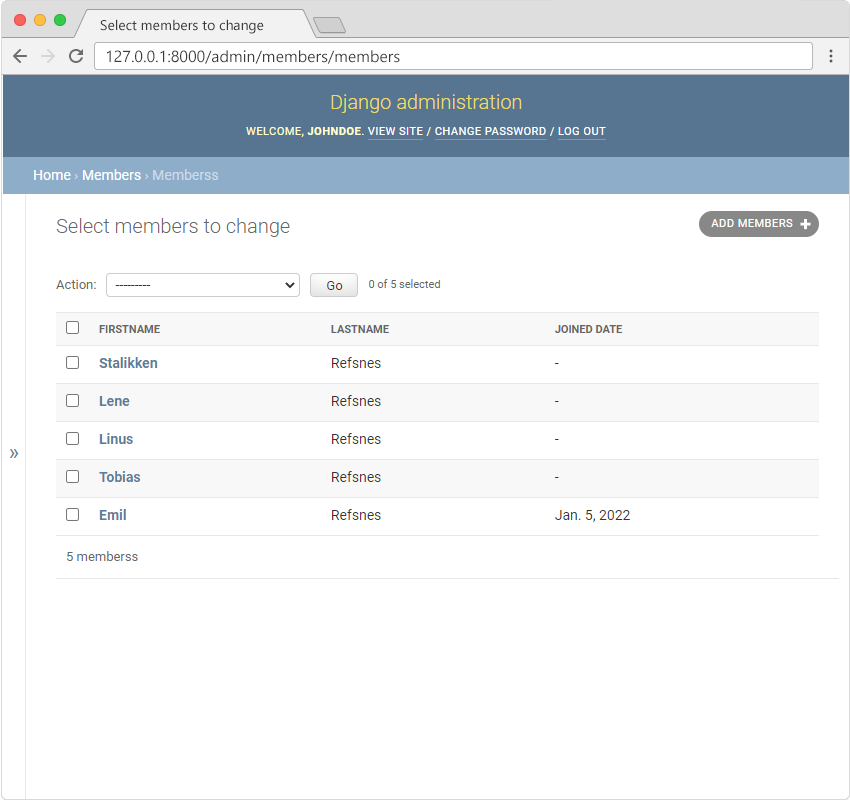 Select members to change
127.0.0.1:8000/admin/members/members
Django administration
WELCOME, JOHNDOE. VIEW SITE / CHANGE PASSWORD / LOG OUT
Home › Members › Memberss
Select members to change
ADD MEMBERS +
Action: --------- Go 0 of 5 selected
FIRSTNAME LASTNAME JOINED DATE
Stalikken Refsnes -
Lene Refsnes -
Linus Refsnes -
»
Tobias Refsnes -
Emil Refsnes Jan. 5, 2022
5 memberss